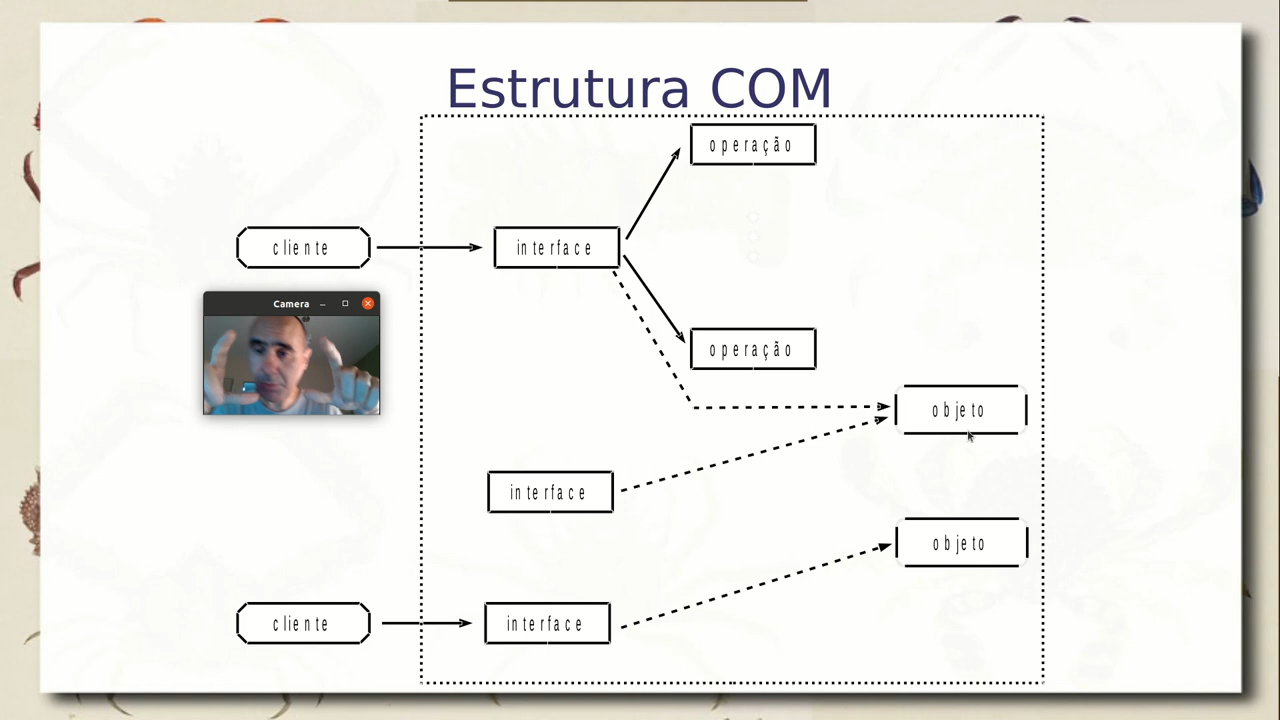 Estrutura COM
operação
cliente
interface
Camera
operação
objeto
interface
objeto
cliente
interface